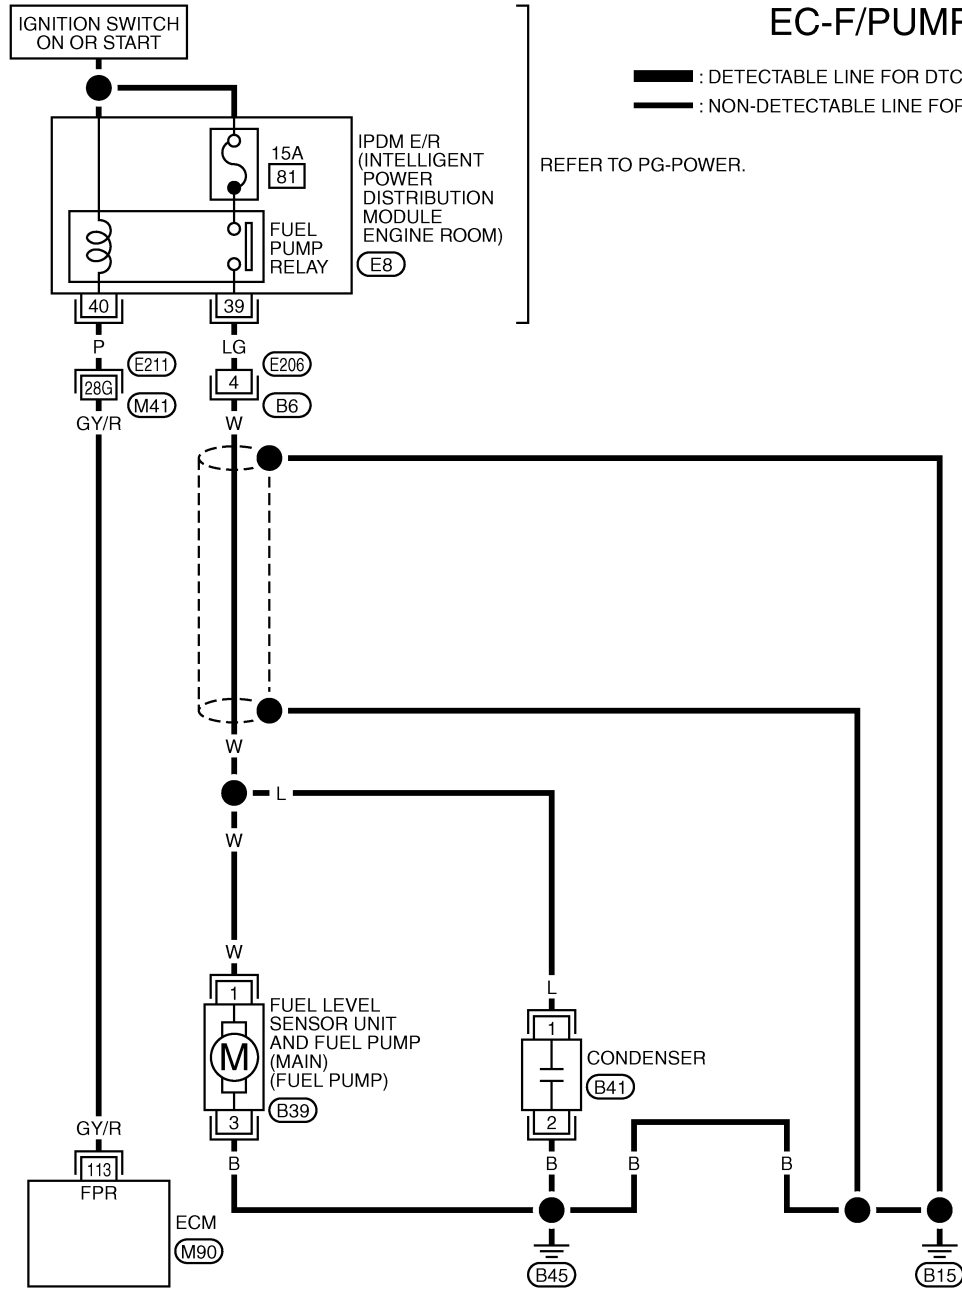 IGNITION SWITCH
ON OR START
EC-F/PUMP
: DETECTABLE LINE FOR DTC
: NON-DETECTABLE LINE FOR
REFER TO PG-POWER.
15A
81
IPDM E/R
(INTELLIGENT
POWER
DISTRIBUTION
MODULE
ENGINE ROOM)
E8
FUEL
PUMP
RELAY
40
39
P
LG
E211
E206
28G
4
M41
B6
GY/R
W
W
L
W
W
L
1
FUEL LEVEL
SENSOR UNIT
AND FUEL PUMP
(MAIN)
(FUEL PUMP)
M
B39
3
1
CONDENSER
B41
2
GY/R
B
B
B
B
113
FPR
ECM
M90
B45
B15